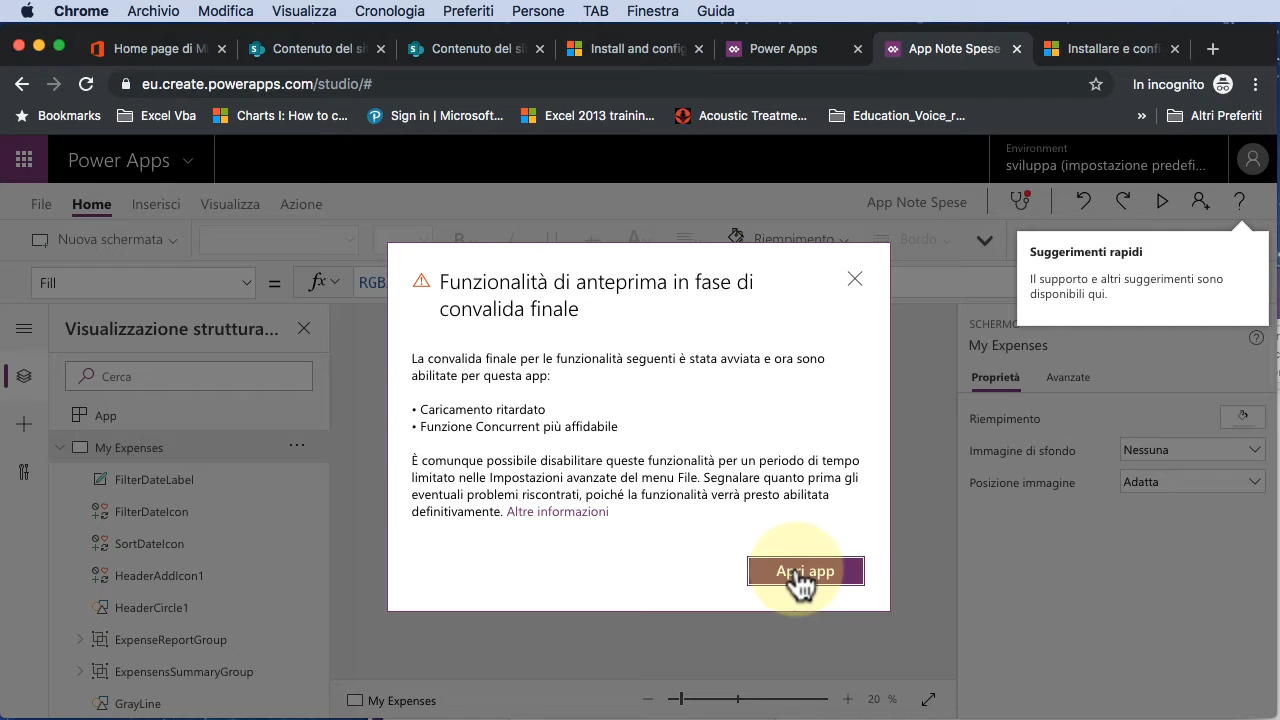 Chrome Archivio Modifica Visualizza Cronologia Preferiti Persone TAB Finestra Guida
Home page di M
Contenuto del si
Contenuto del si
Install and config
Power Apps
App Note Spese
Installare e confi
eu.create.powerapps.com/studio/#
In incognito
Bookmarks
Excel Vba
Charts I: How to c...
Sign in | Microsoft...
Excel 2013 trainin...
Acoustic Treatme...
Education_Voice_r...
»
Altri Preferiti
Power Apps
Environment
sviluppa (impostazione predefi...
File Home Inserisci Visualizza Azione
App Note Spese
?
Nuova schermata
Riempimento
Bordo
Suggerimenti rapidi
Il supporto e altri suggerimenti sono
disponibili qui.
Fill
=
fx
RGB
Visualizzazione struttura...
Cerca
App
My Expenses
...
FilterDateLabel
FilterDateIcon
SortDateIcon
HeaderAddIcon1
HeaderCircle1
ExpenseReportGroup
ExpensensSummaryGroup
GrayLine
Funzionalità di anteprima in fase di
convalida finale
La convalida finale per le funzionalità seguenti è stata avviata e ora sono
abilitate per questa app:
• Caricamento ritardato
• Funzione Concurrent più affidabile
È comunque possibile disabilitare queste funzionalità per un periodo di tempo
limitato nelle Impostazioni avanzate del menu File. Segnalare quanto prima gli
eventuali problemi riscontrati, poiché la funzionalità verrà presto abilitata
definitivamente. Altre informazioni
Apri app
SCHERMO
My Expenses
Proprietà Avanzate
Riempimento
Immagine di sfondo Nessuna
Posizione immagine Adatta
My Expenses
20 %